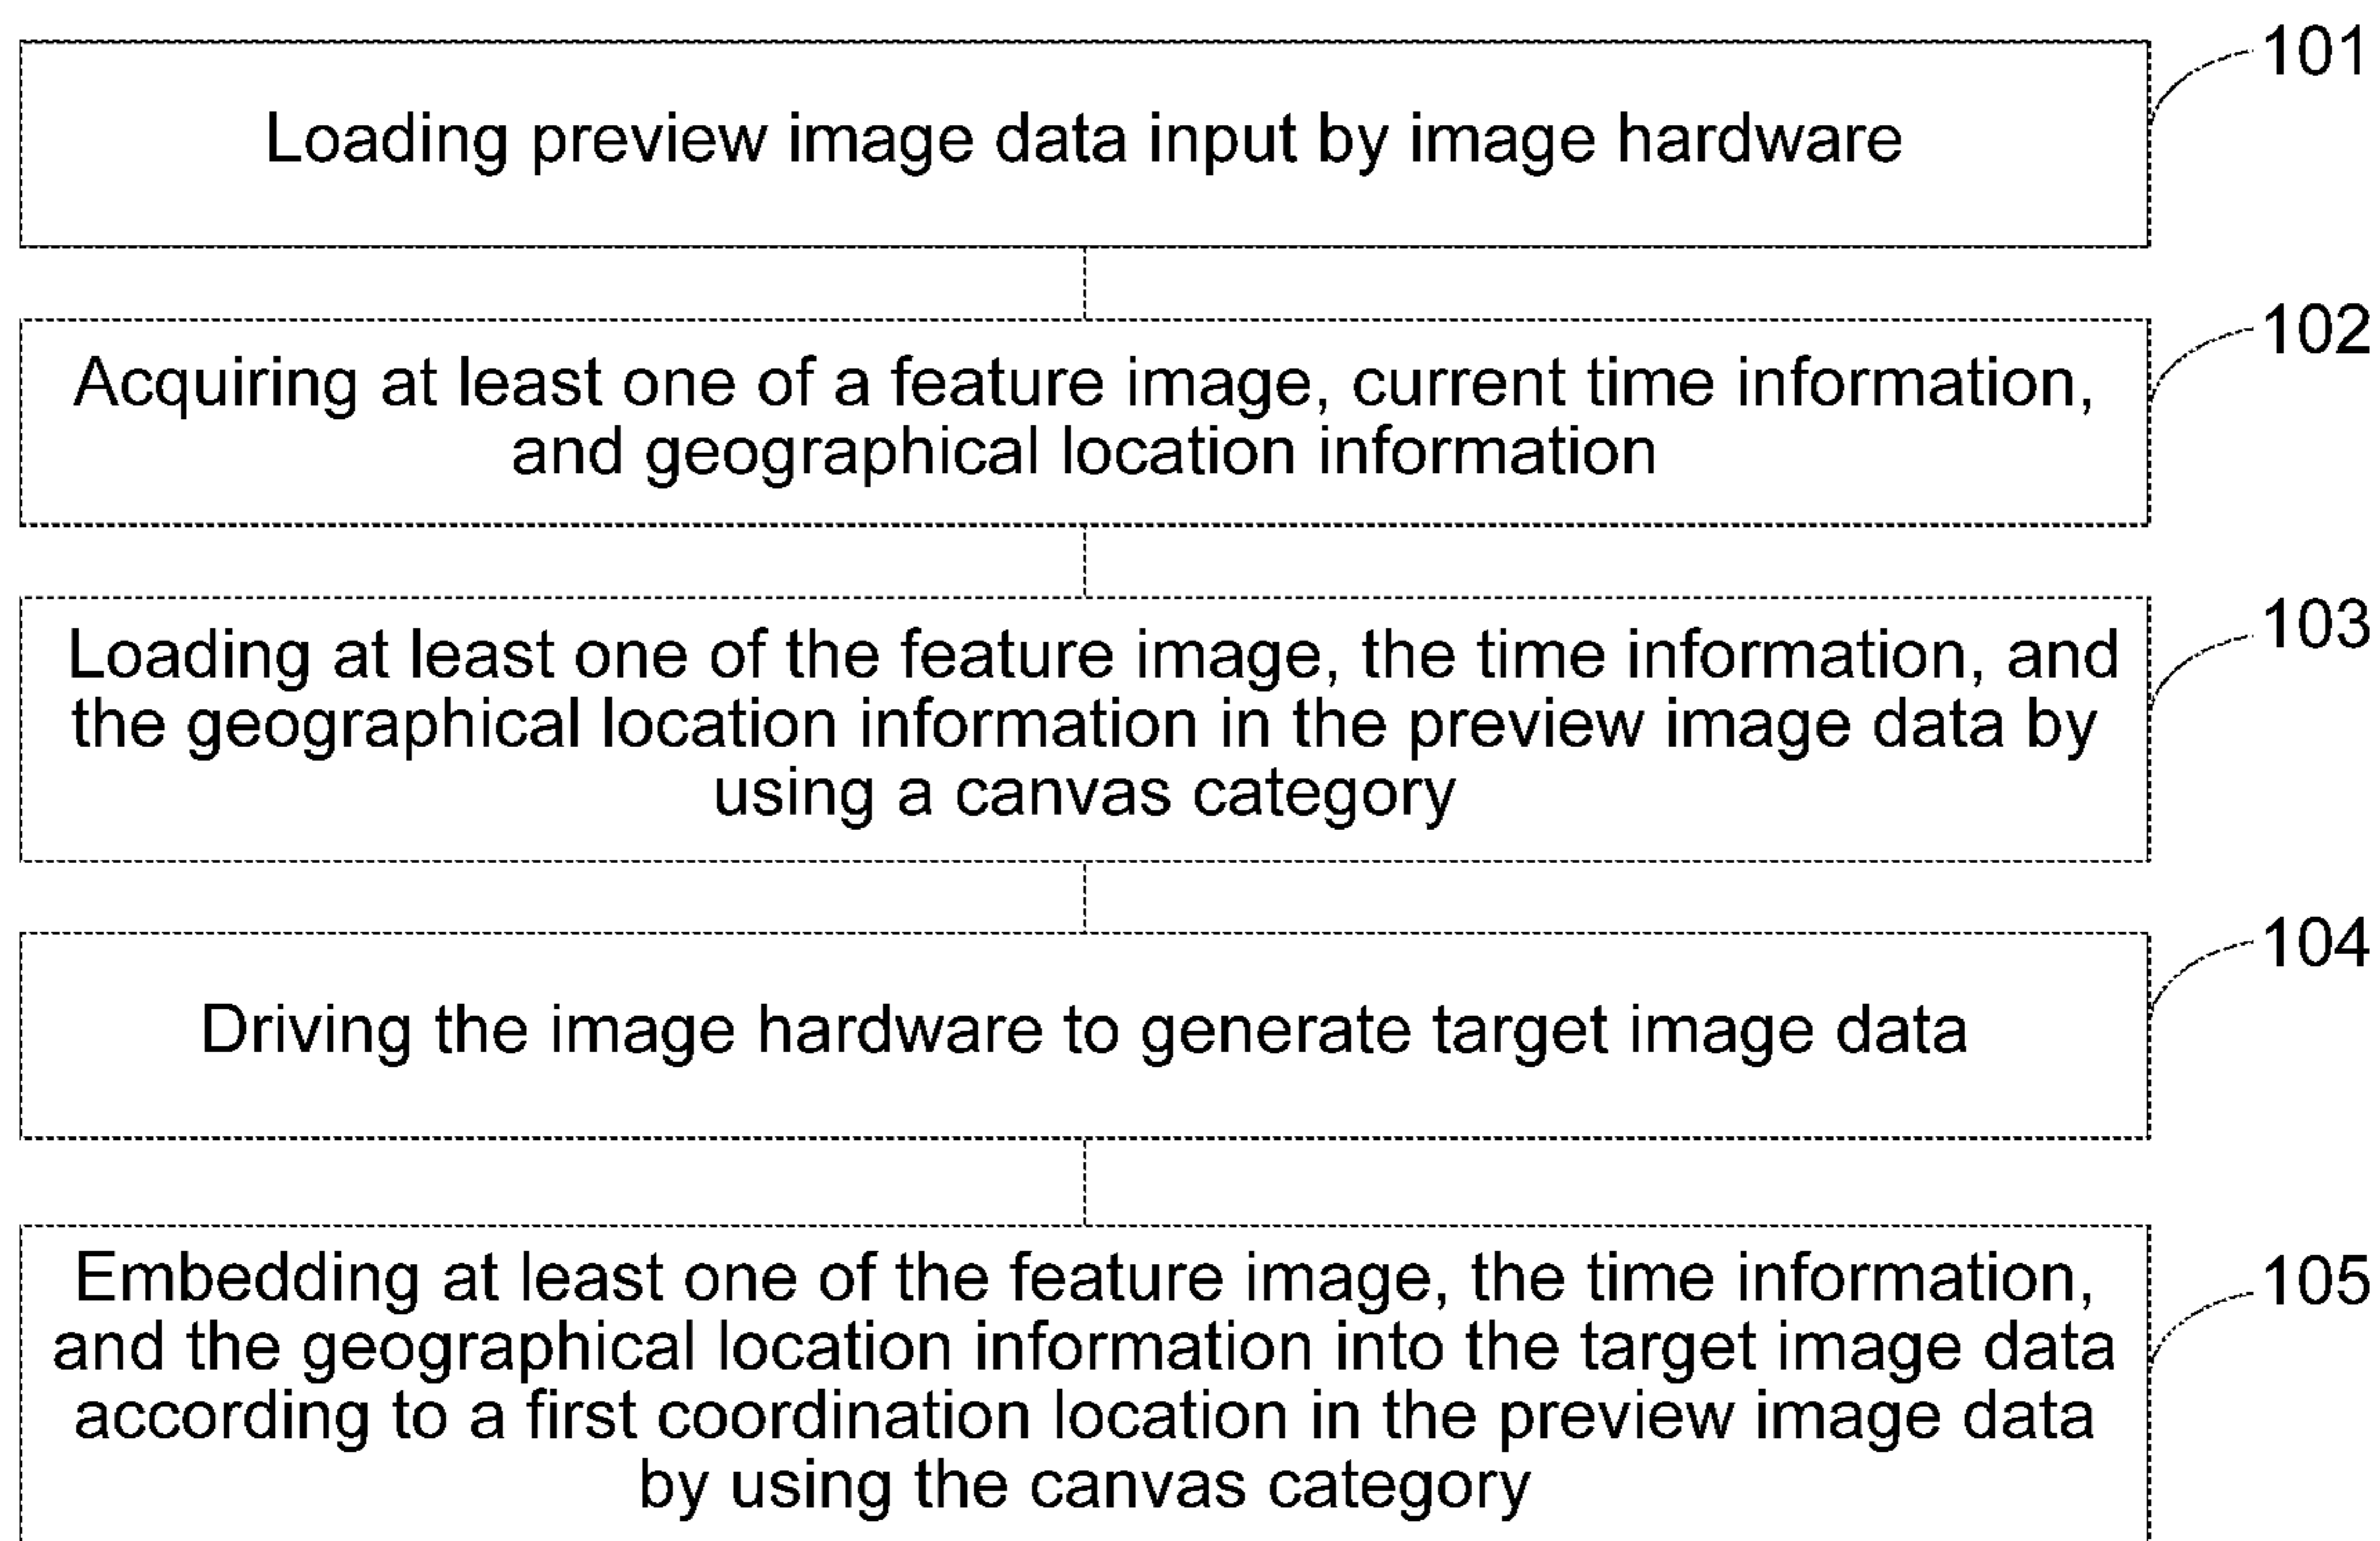 101
Loading preview image data input by image hardware
102
Acquiring at least one of a feature image, current time information,
and geographical location information
103
Loading at least one of the feature image, the time information, and
the geographical location information in the preview image data by
using a canvas category
104
Driving the image hardware to generate target image data
105
Embedding at least one of the feature image, the time information,
and the geographical location information into the target image data
according to a first coordination location in the preview image data
by using the canvas category